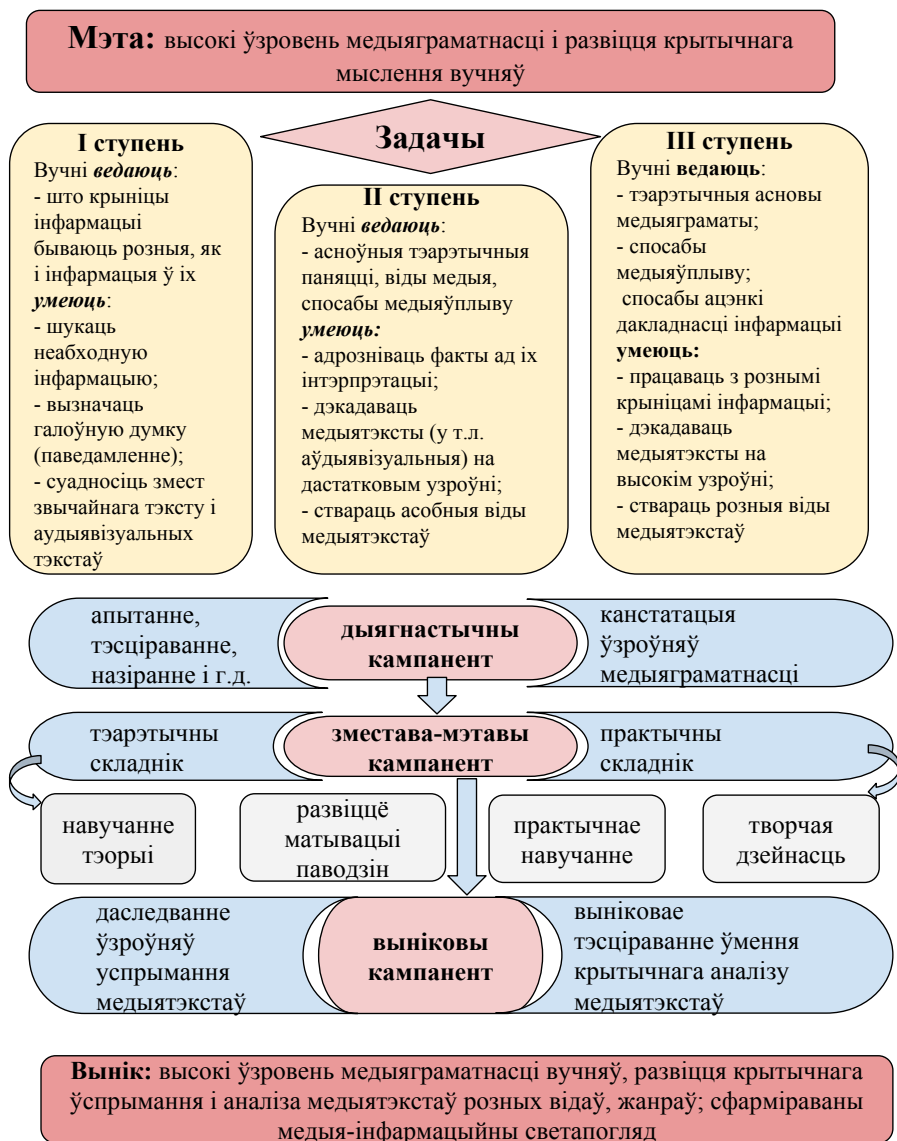 Мэта: высокі ўзровень медыяграматнасці і развіцця крытычнага
мыслення вучняў
Задачы
I ступень
Вучні ведаюць:
- што крыніцы
інфармацыі
бываюць розныя, як
і інфармацыя ў іх
умеюць:
- шукаць
неабходную
інфармацыю;
- вызначаць
галоўную думку
(паведамленне);
- суадносіць змест
звычайнага тэксту і
аудыявізуальных
тэкстаў
II ступень
Вучні ведаюць:
- асноўныя тэарэтычныя
паняцці, віды медыя,
спосабы медыяўплыву
умеюць:
- адрозніваць факты ад іх
інтэрпрэтацыі;
- дэкадаваць
медыятэксты (у т.л.
аўдыявізуальныя) на
дастатковым узроўні;
- ствараць асобныя віды
медыятэкстаў
III ступень
Вучні ведаюць:
- тэарэтычныя асновы
медыяграматы;
- спосабы
медыяўплыву;
спосабы ацэнкі
дакладнасці інфармацыі
умеюць:
- працаваць з рознымі
крыніцамі інфармацыі;
- дэкадаваць
медыятэксты на
высокім узроўні;
- ствараць розныя віды
медыятэкстаў
апытанне,
тэсціраванне,
назіранне і г.д.
дыягнастычны
кампанент
канстатацыя
ўзроўняў
медыяграматнасці
тэарэтычны
складнік
зместава-мэтавы
кампанент
практычны
складнік
навучанне
тэорыі
развіццё
матывацыі
паводзін
практычнае
навучанне
творчая
дзейнасць
даследванне
ўзроўняў
успрымання
медыятэкстаў
выніковы
кампанент
выніковае
тэсціраванне ўмення
крытычнага аналізу
медыятэкстаў
Вынік: высокі ўзровень медыяграматнасці вучняў, развіцця крытычнага
ўспрымання і аналіза медыятэкстаў розных відаў, жанраў; сфарміраваны
медыя-інфармацыйны светапогляд